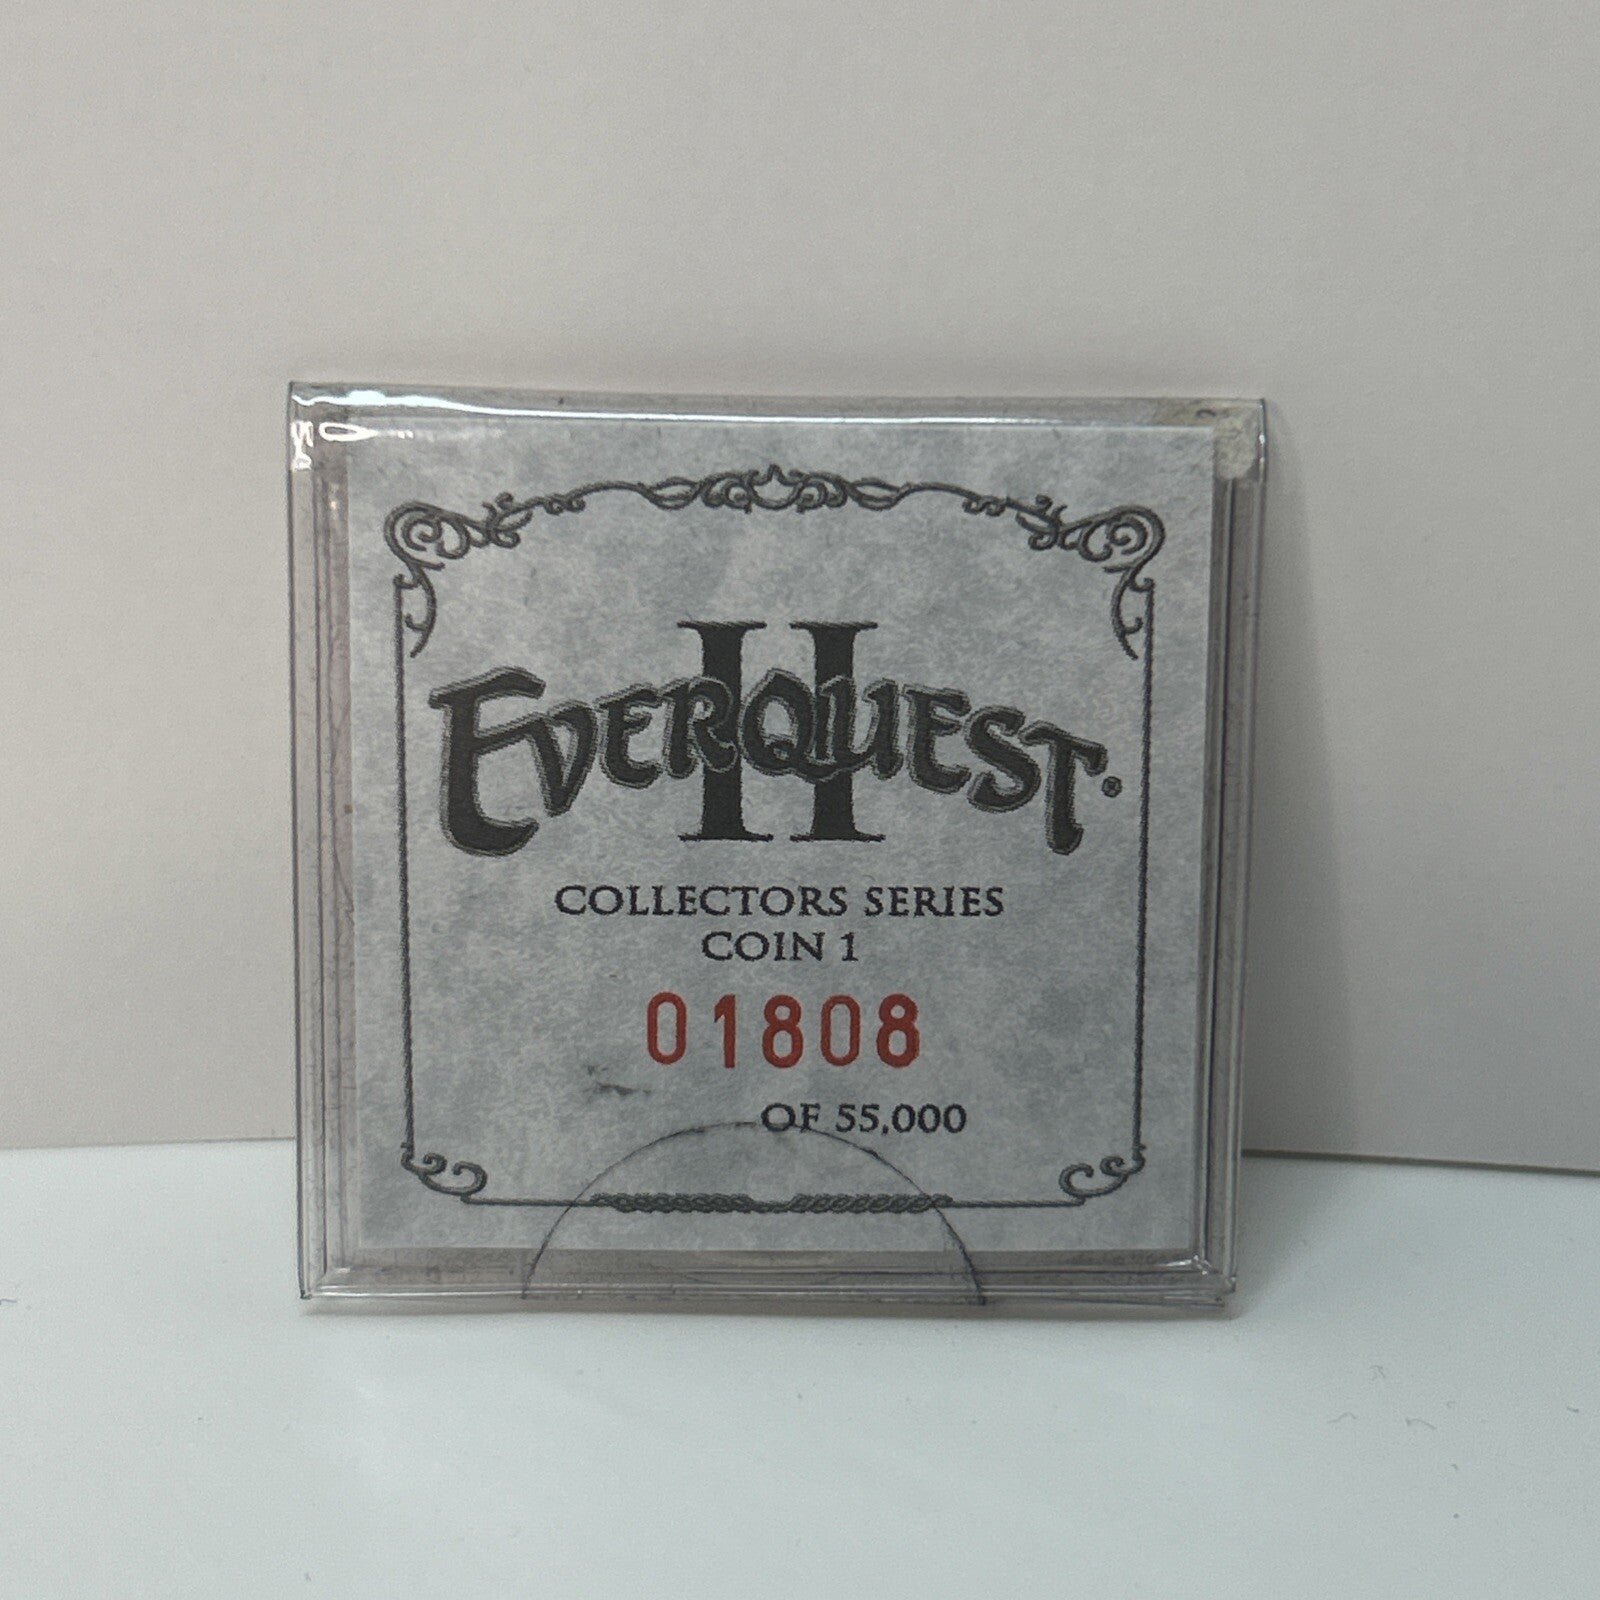 EVERQUEST II®
COLLECTORS SERIES
COIN 1
01808
OF 55,000